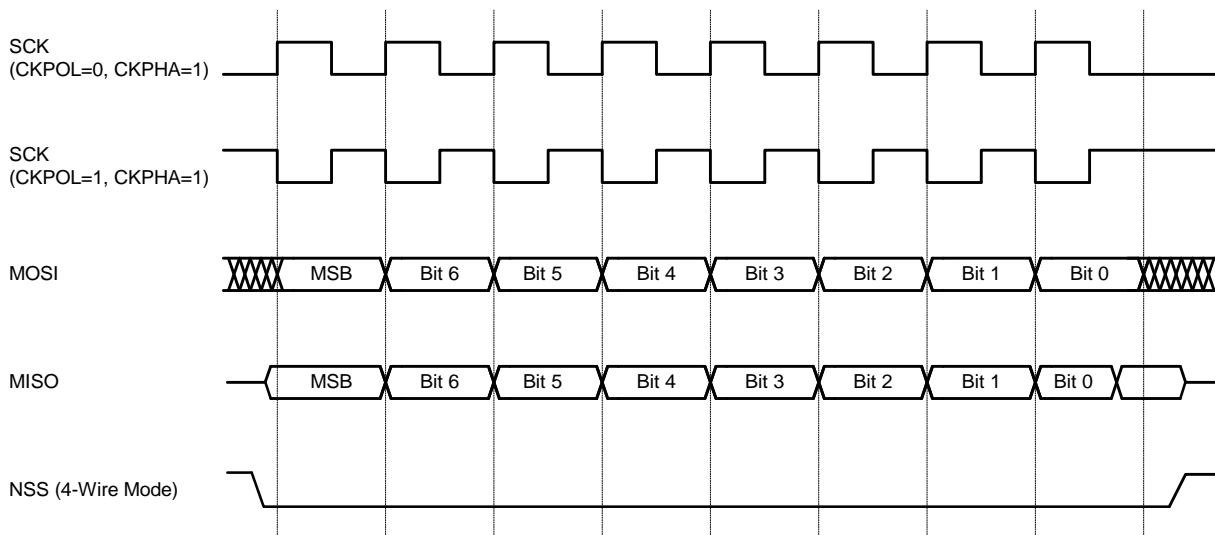 SCK
(CKPOL=0, CKPHA=1)
SCK
(CKPOL=1, CKPHA=1)
MOSI
MSB Bit 6 Bit 5 Bit 4 Bit 3 Bit 2 Bit 1 Bit 0
MISO
MSB Bit 6 Bit 5 Bit 4 Bit 3 Bit 2 Bit 1 Bit 0
NSS (4-Wire Mode)